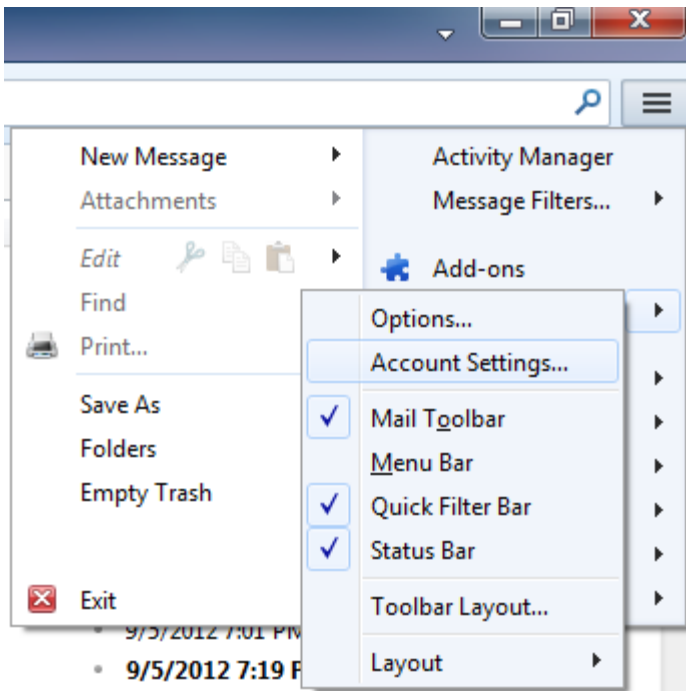 New Message
Attachments
Edit
Find
Print...
Save As
Folders
Empty Trash
Exit
Activity Manager
Message Filters...
Add-ons
Options...
Account Settings...
Mail Toolbar
Menu Bar
Quick Filter Bar
Status Bar
Toolbar Layout...
Layout
9/5/2012 7:01 PM
9/5/2012 7:19